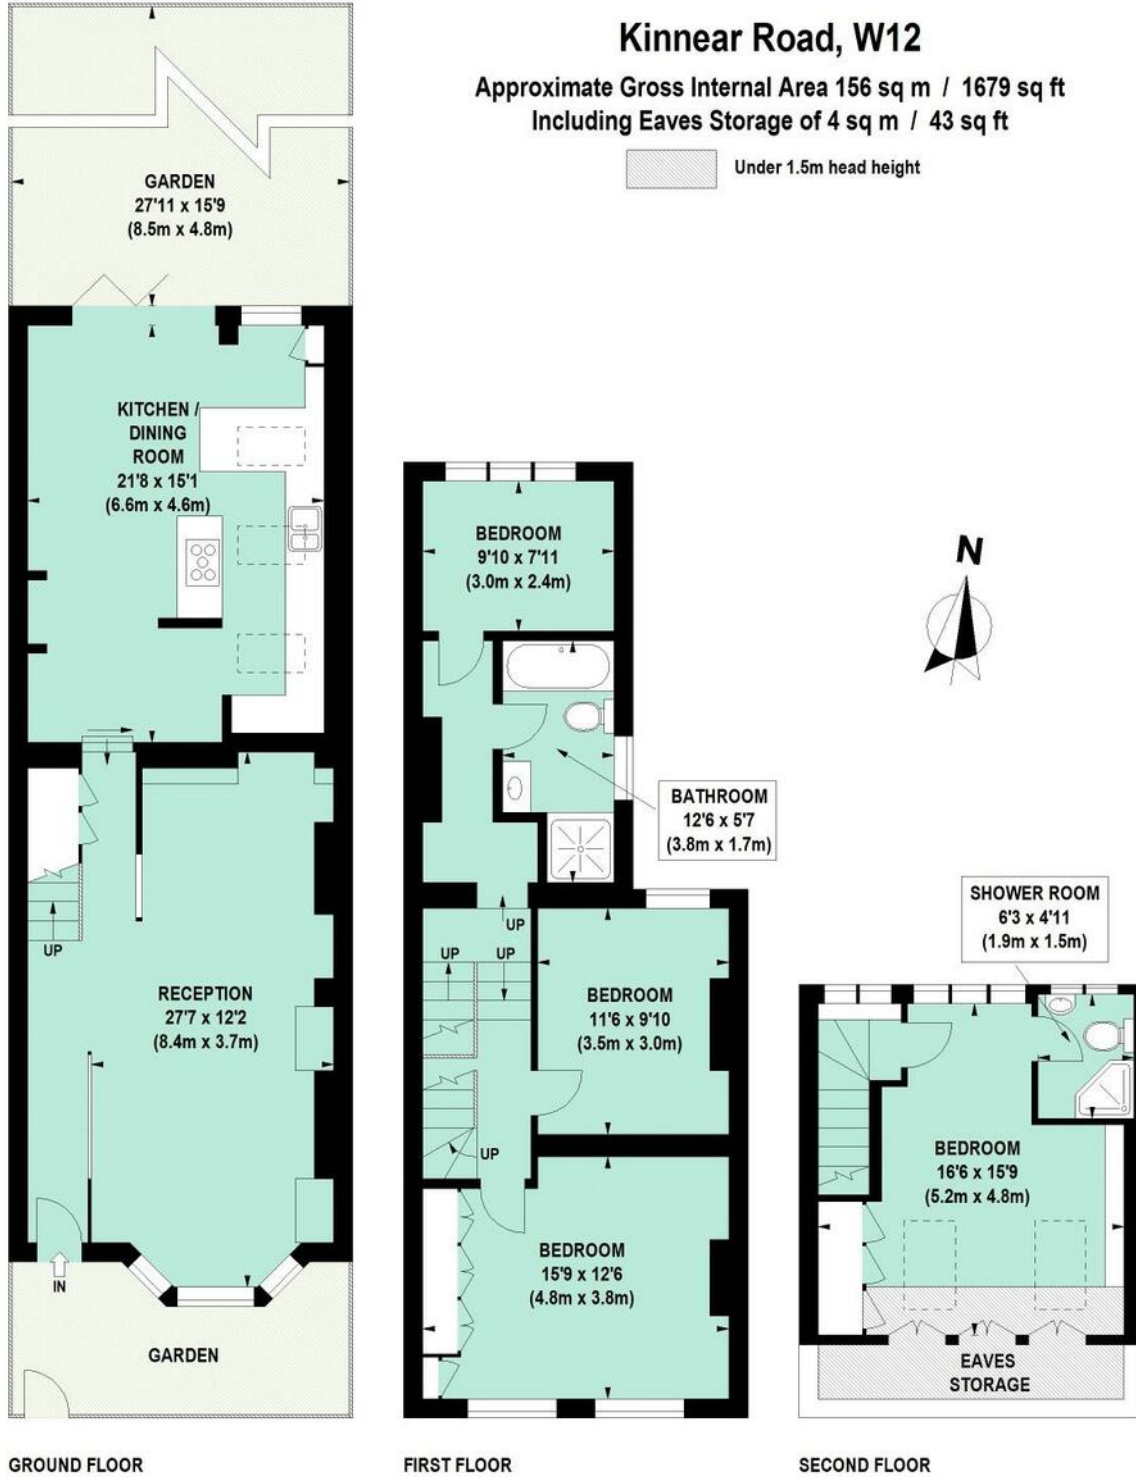 Kinnear Road, W12
Approximate Gross Internal Area 156 sq m / 1679 sq ft
Including Eaves Storage of 4 sq m / 43 sq ft
Under 1.5m head height
GARDEN
27'11 x 15'9
(8.5m x 4.8m)
KITCHEN /
DINING
ROOM
21'8 x 15'1
(6.6m x 4.6m)
UP
RECEPTION
27'7 x 12'2
(8.4m x 3.7m)
IN
GARDEN
GROUND FLOOR
BEDROOM
9'10 x 7'11
(3.0m x 2.4m)
BATHROOM
12'6 x 5'7
(3.8m x 1.7m)
UP
UP
UP
BEDROOM
11'6 x 9'10
(3.5m x 3.0m)
UP
BEDROOM
15'9 x 12'6
(4.8m x 3.8m)
FIRST FLOOR
N
SHOWER ROOM
6'3 x 4'11
(1.9m x 1.5m)
BEDROOM
16'6 x 15'9
(5.2m x 4.8m)
EAVES
STORAGE
SECOND FLOOR